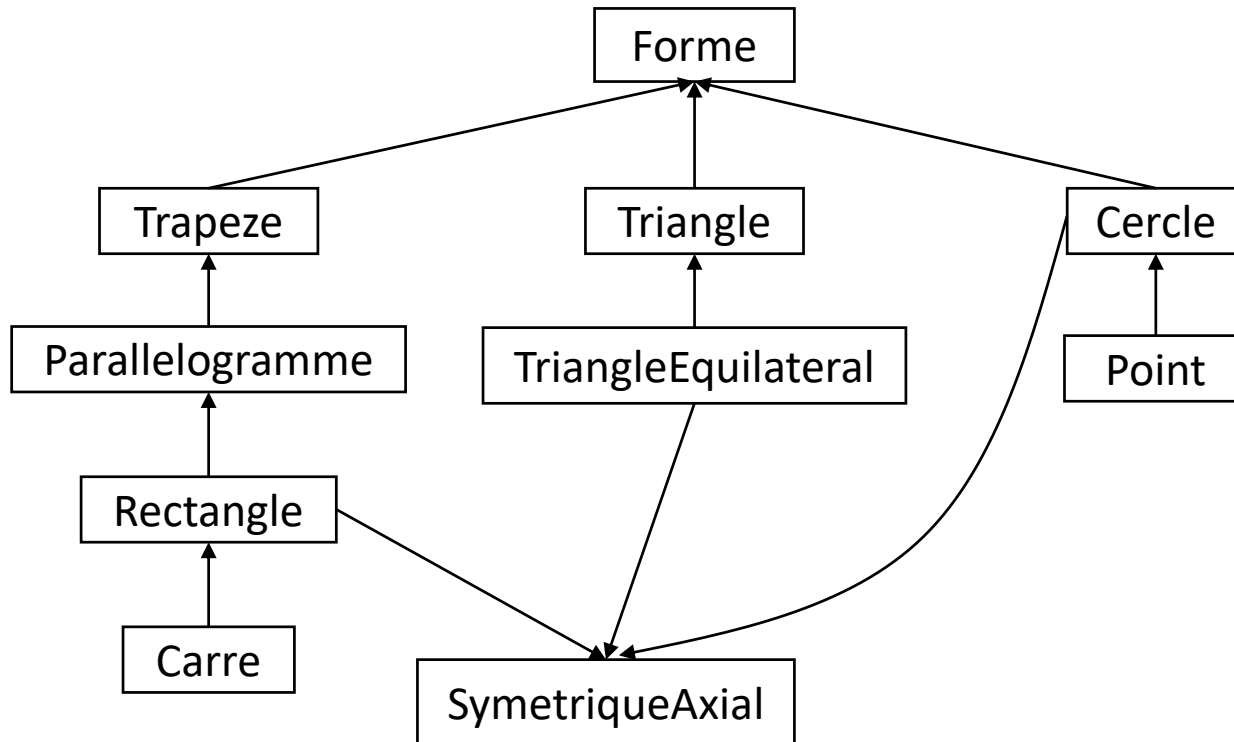 Forme
Trapeze
Triangle
Cercle
Parallelogramme
TriangleEquilateral
Point
Rectangle
Carre
SymetriqueAxial